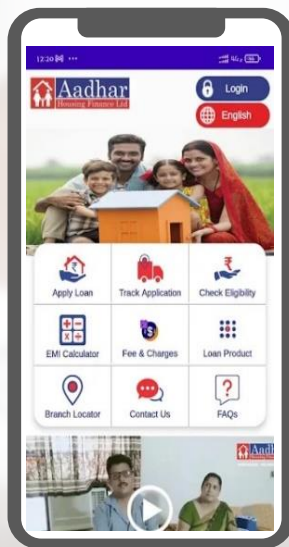 12:20
Aadhar
Housing Finance Ltd
Login
English
Apply Loan
Track Application
Check Eligibility
EMI Calculator
Fee & Charges
Loan Product
Branch Locator
Contact Us
FAQs